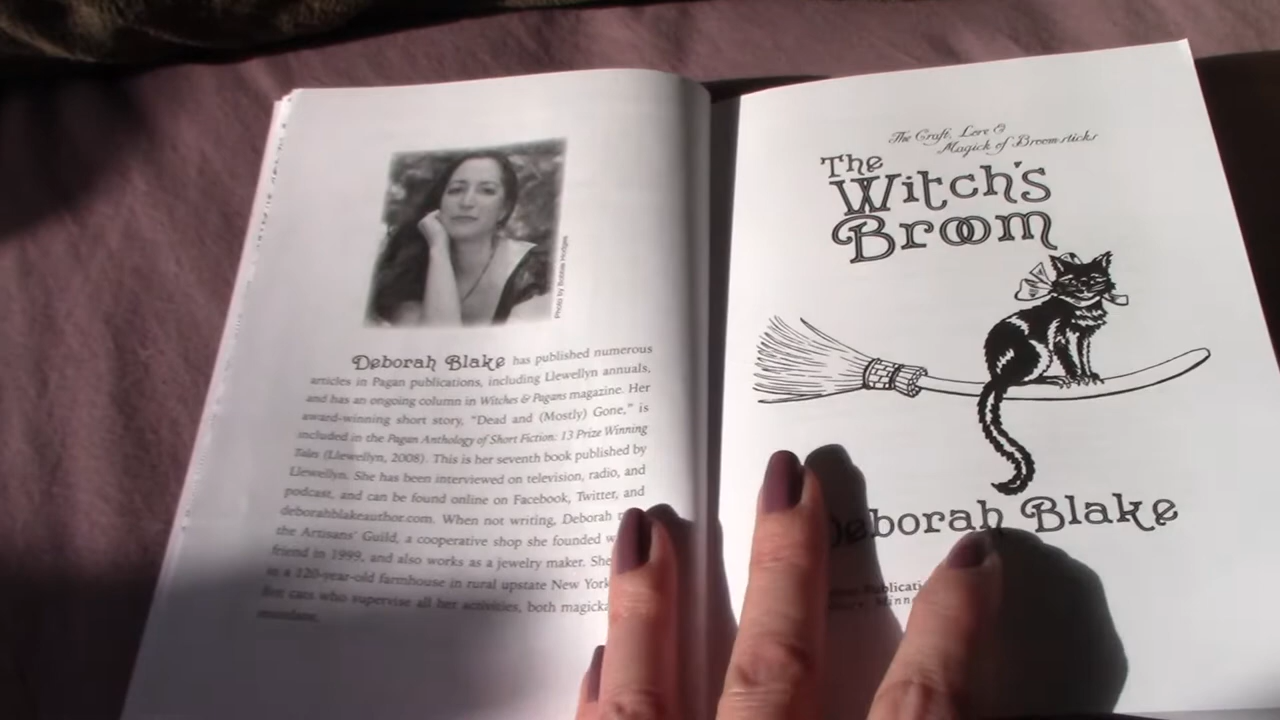 Photo by Bobbie Hodges
Deborah Blake has published numerous
articles in Pagan publications, including Llewellyn annuals,
and has an ongoing column in Witches & Pagans magazine. Her
award-winning short story, "Dead and (Mostly) Gone," is
included in the Pagan Anthology of Short Fiction: 13 Prize Winning
Tales (Llewellyn, 2008). This is her seventh book published by
Llewellyn. She has been interviewed on television, radio, and
podcast, and can be found online on Facebook, Twitter, and
deborahblakeauthor.com. When not writing, Deborah
the Artisans' Guild, a cooperative shop she founded
friend in 1999, and also works as a jewelry maker. She
in a 120-year-old farmhouse in rural upstate New York
five cats who supervise all her activities, both
mundane.
The Craft, Lore &
Magick of Broomsticks
The
Witch's
Broom
Deborah Blake